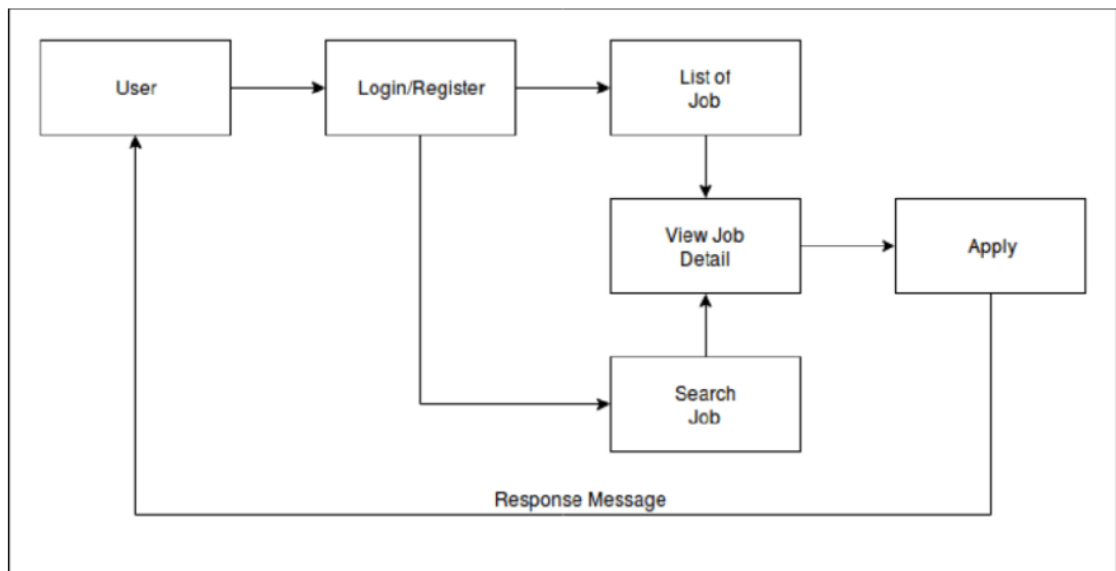 User
Login/Register
List of
Job
View Job
Detail
Apply
Search
Job
Response Message